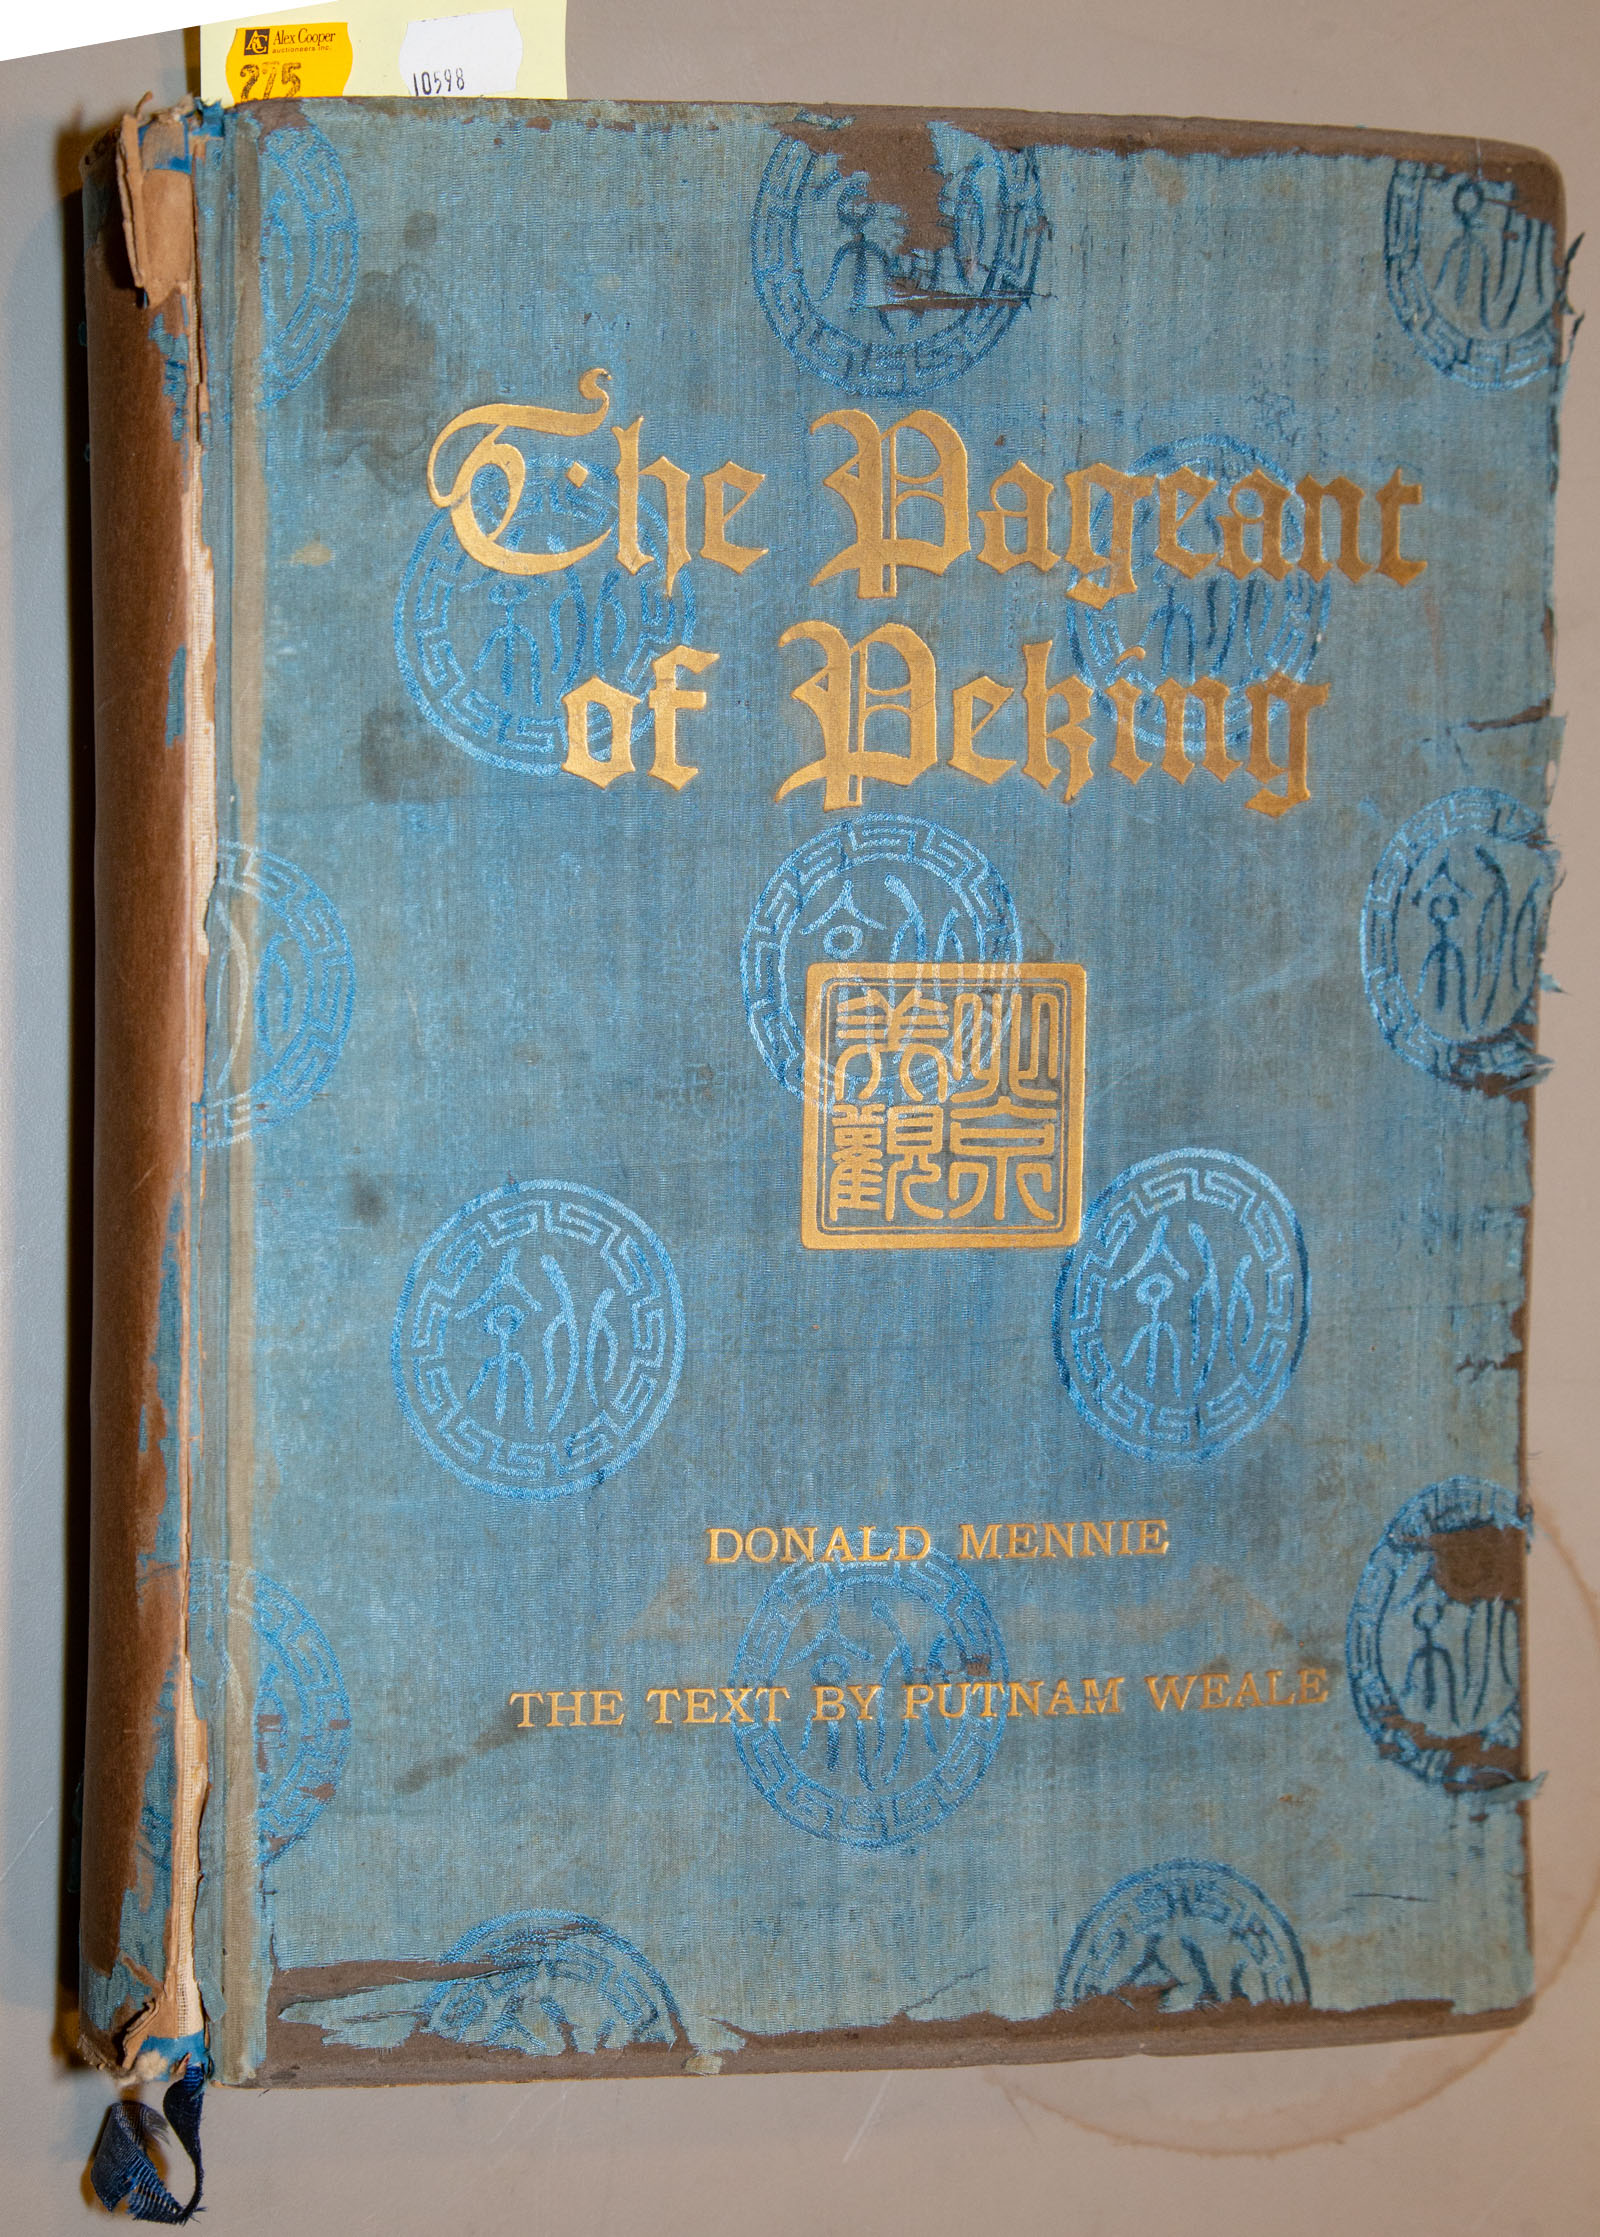 Alex Cooper
auctioneers inc.
275
10598
The Pageant
of Peking
北京
美觀
DONALD MENNIE
THE TEXT BY PUTNAM WEALE